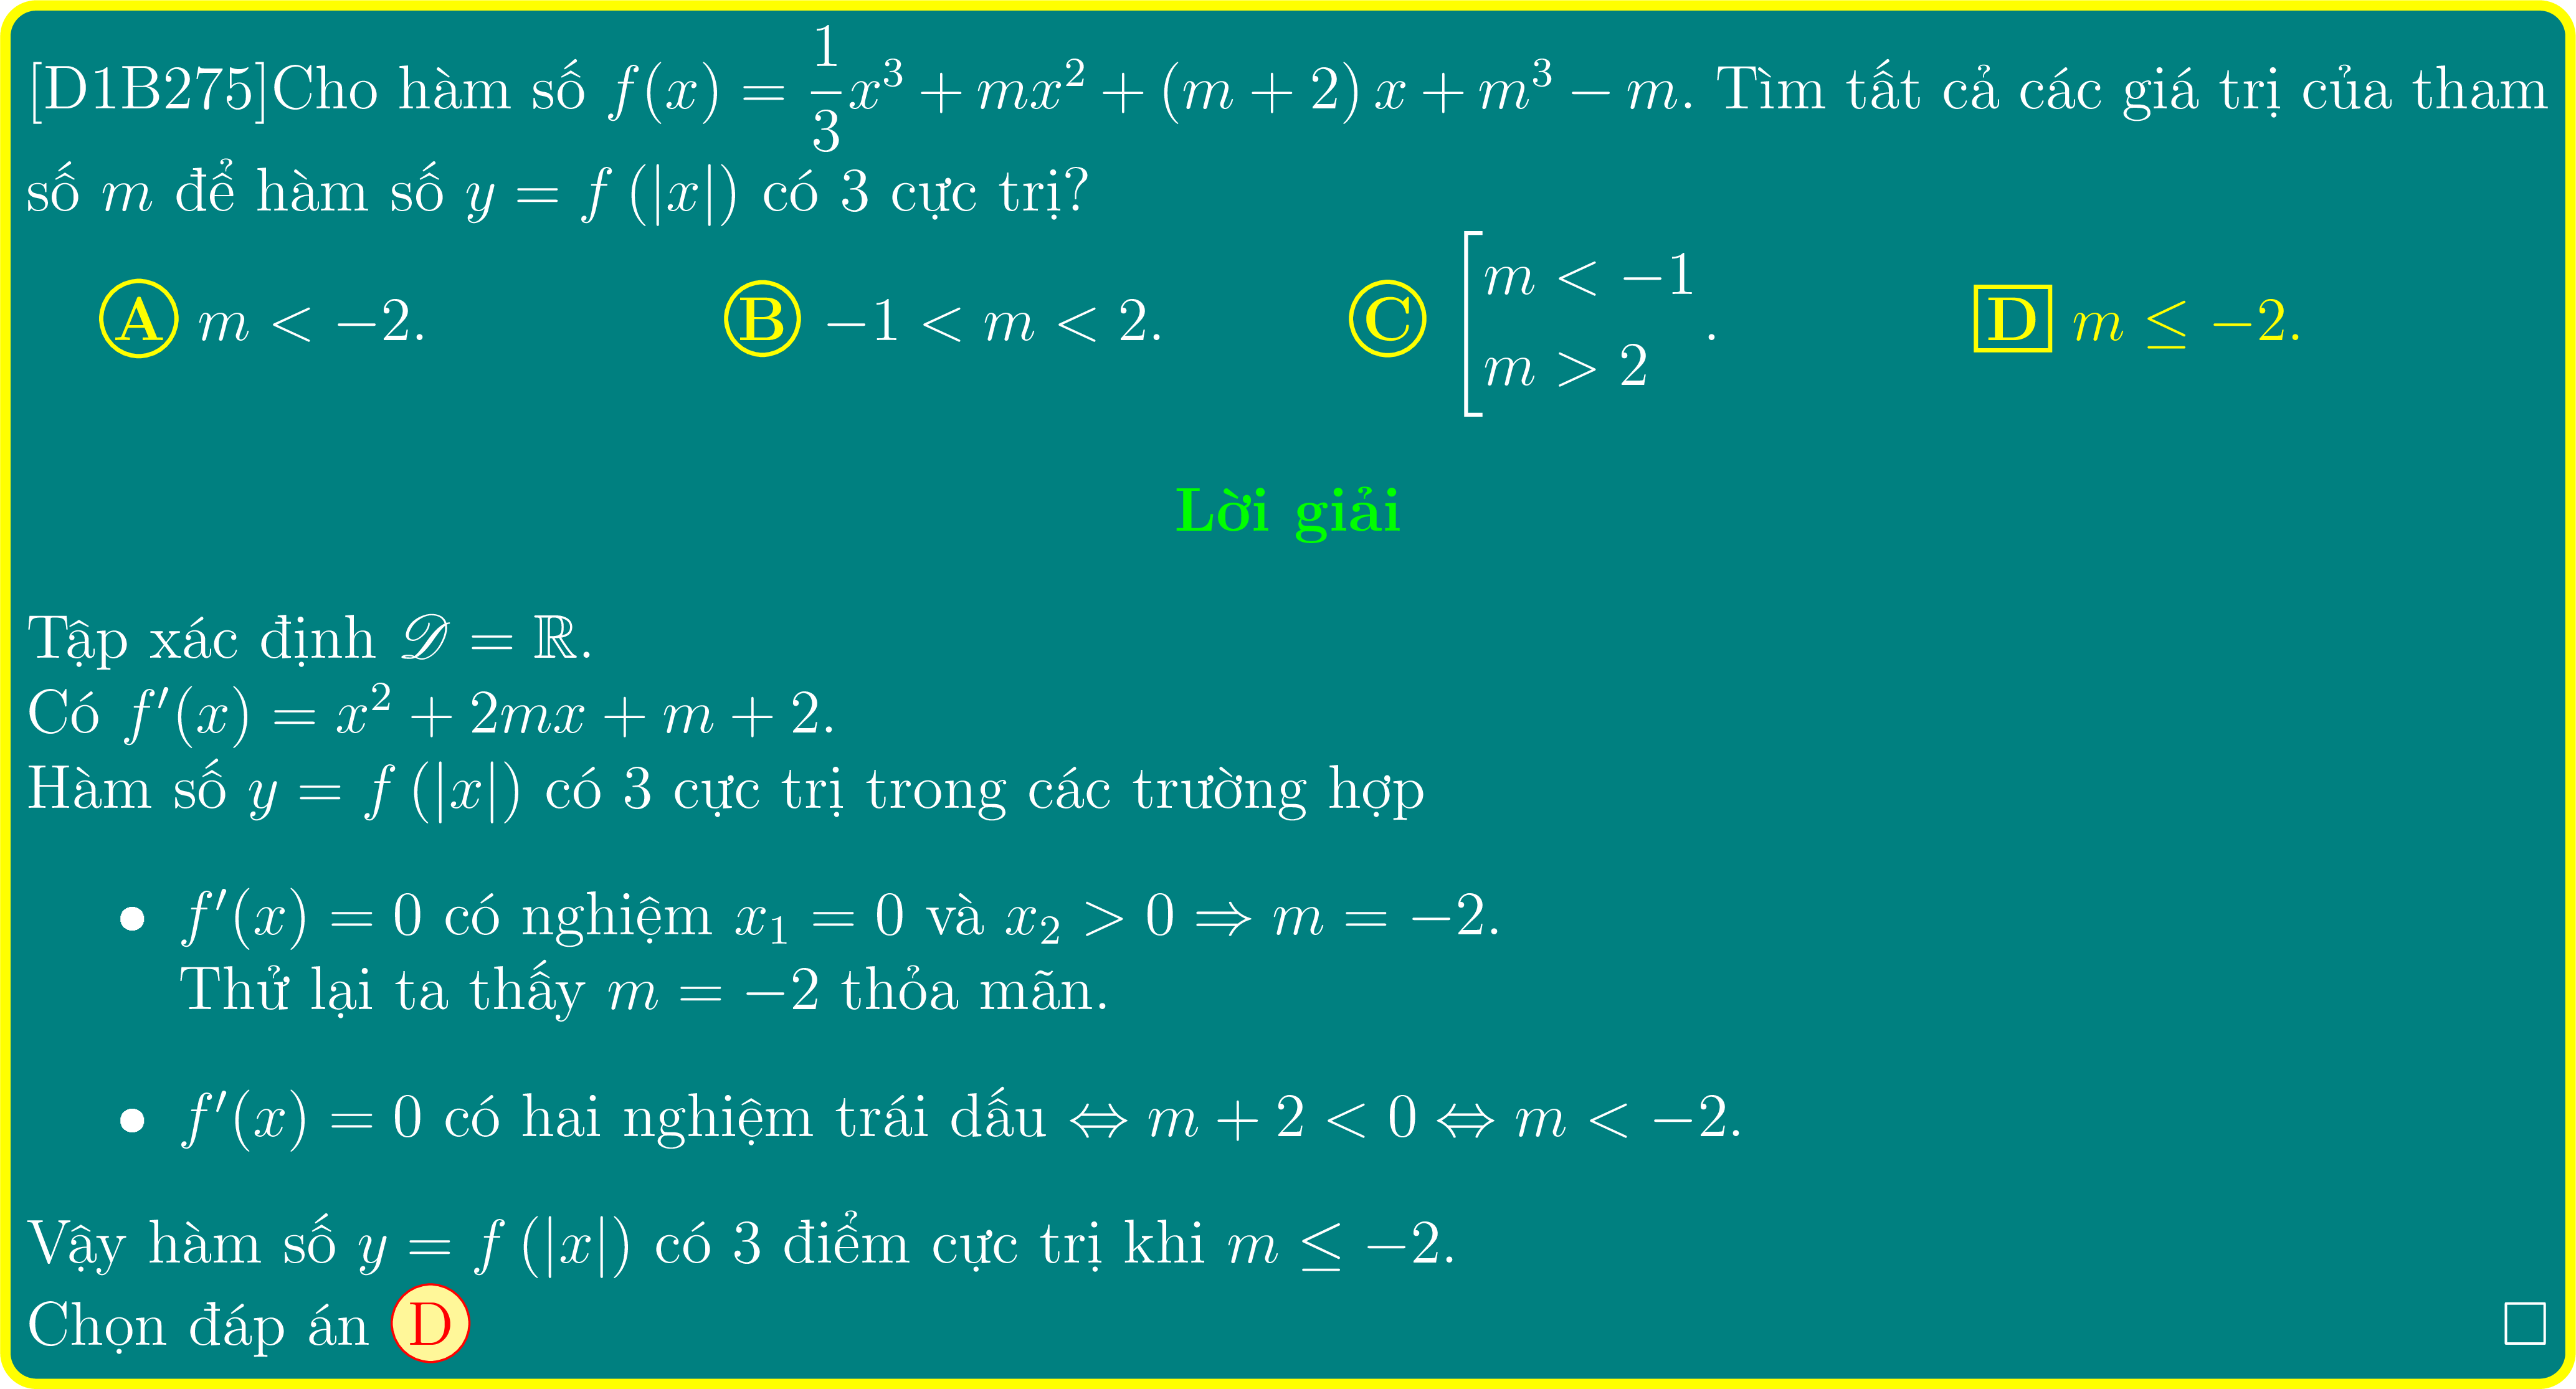 [D1B275]Cho hàm số $f(x) = \dfrac{1}{3}x^3 + mx^2 + (m + 2)x + m^3 - m$. Tìm tất cả các giá trị của tham
số $m$ để hàm số $y = f(|x|)$ có 3 cực trị?
Ⓐ $m < -2$. Ⓑ $-1 < m < 2$. Ⓒ $\left[\begin{array}{l} m < -1 \\ m > 2 \end{array}\right.$. D $m \leq -2$.
Lời giải
Tập xác định $\mathscr{D} = \mathbb{R}$.
Có $f'(x) = x^2 + 2mx + m + 2$.
Hàm số $y = f(|x|)$ có 3 cực trị trong các trường hợp
• $f'(x) = 0$ có nghiệm $x_1 = 0$ và $x_2 > 0 \Rightarrow m = -2$.
Thử lại ta thấy $m = -2$ thỏa mãn.
• $f'(x) = 0$ có hai nghiệm trái dấu $\Leftrightarrow m + 2 < 0 \Leftrightarrow m < -2$.
Vậy hàm số $y = f(|x|)$ có 3 điểm cực trị khi $m \leq -2$.
Chọn đáp án Ⓓ □